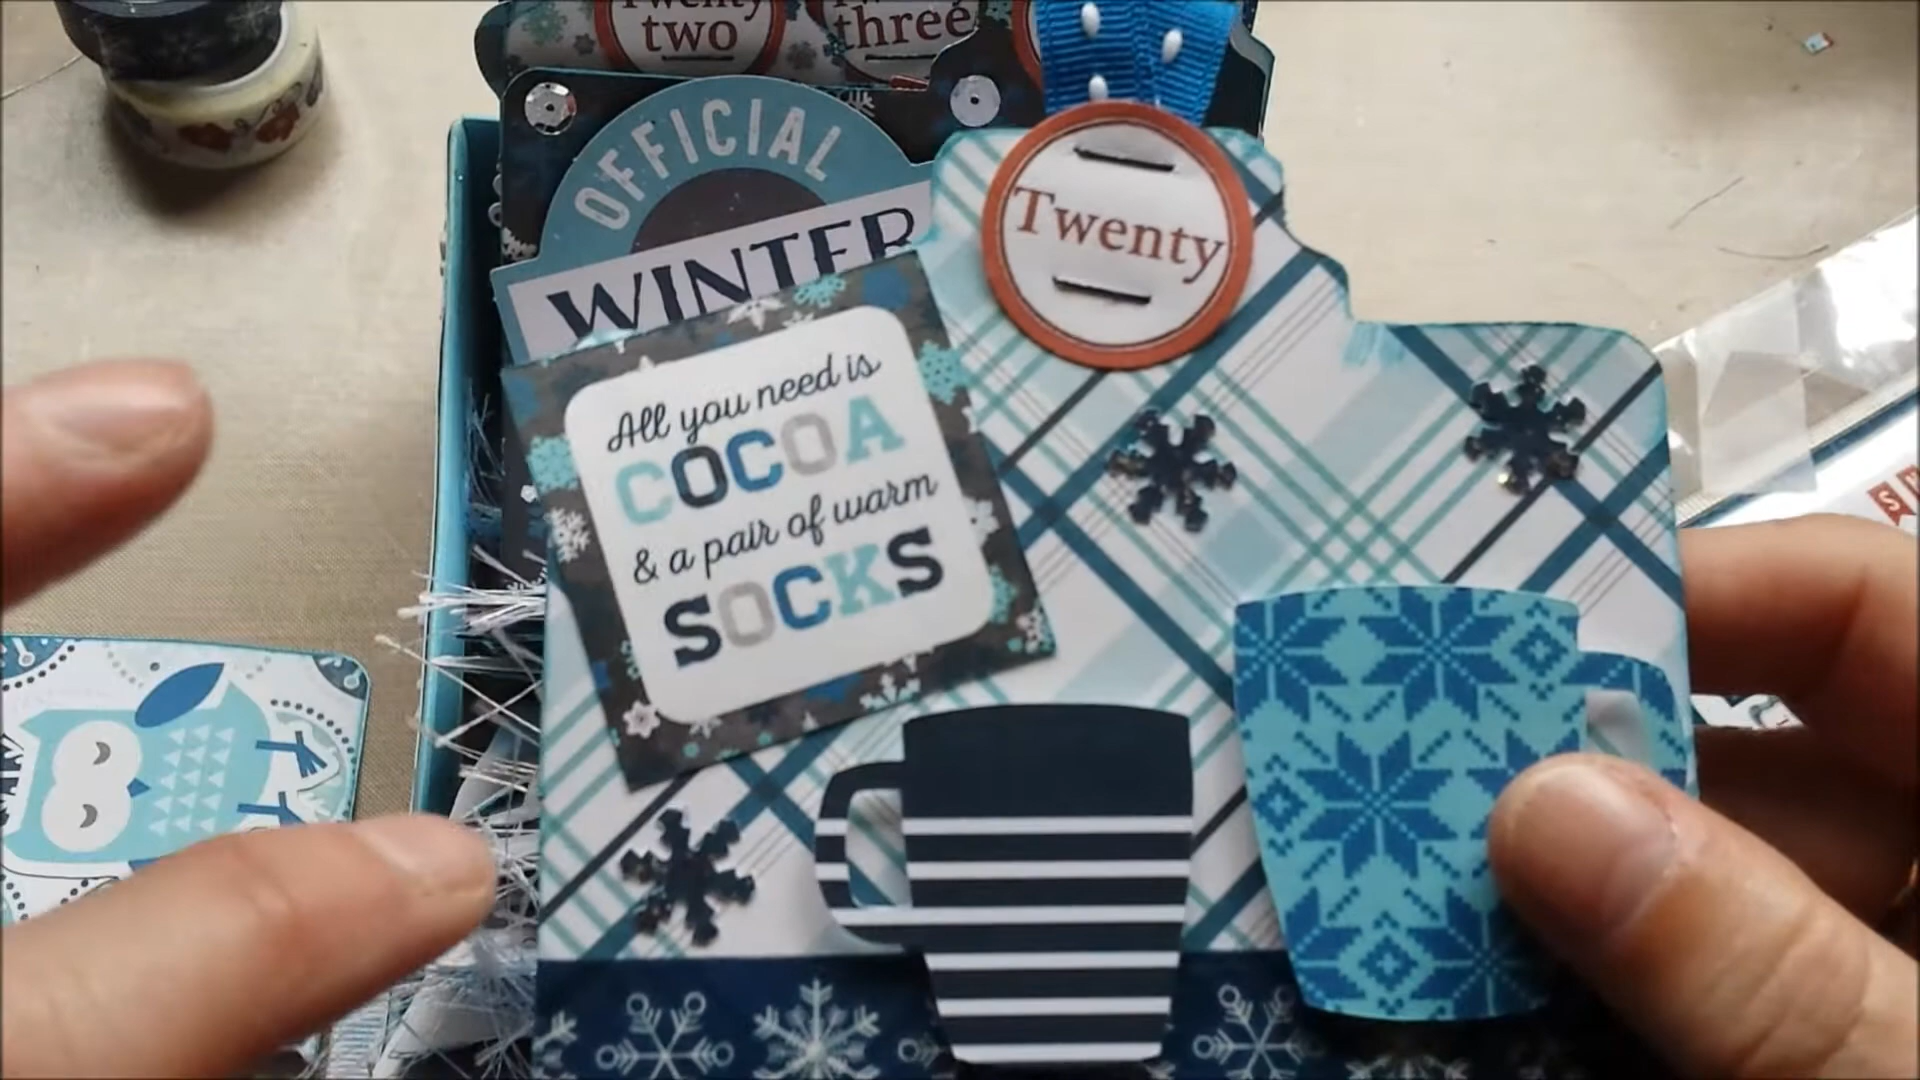 Twenty
two
three
OFFICIAL
WINTER
Twenty
All you need is
COCOA
& a pair of warm
SOCKS